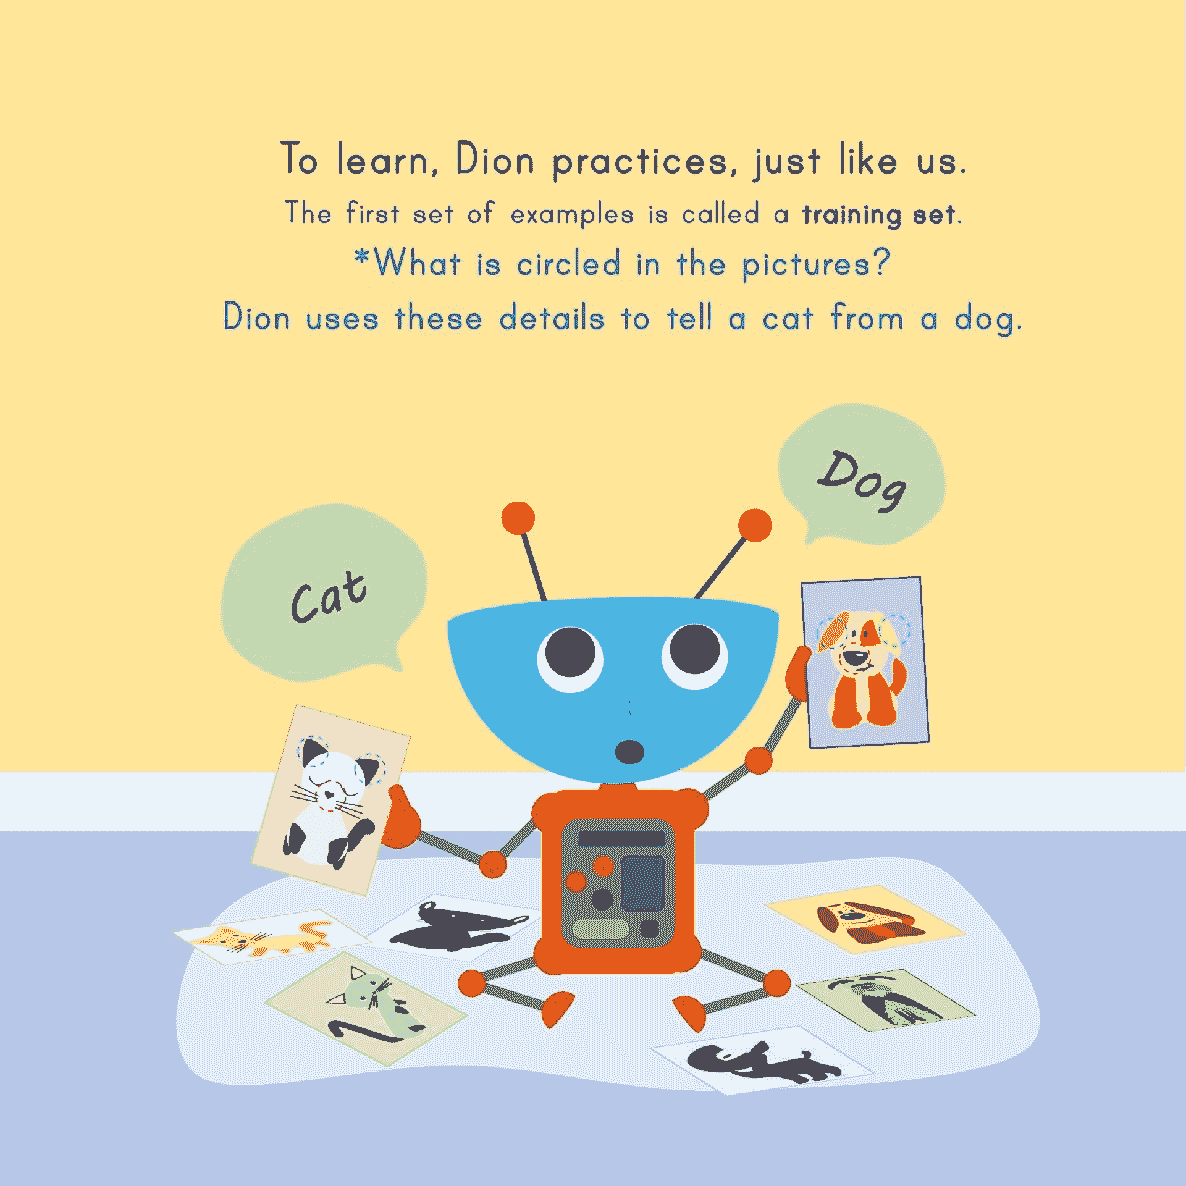 To learn, Dion practices, just like us.
The first set of examples is called a training set.
*What is circled in the pictures?
Dion uses these details to tell a cat from a dog.
Dog
Cat